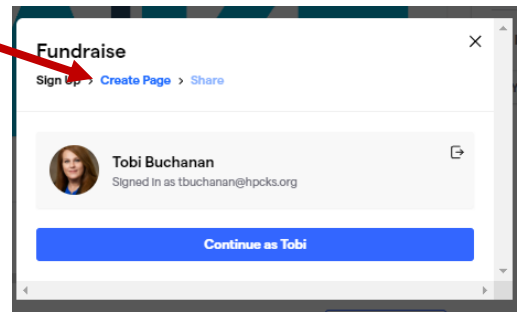 Fundraise
Sign Up > Create Page > Share
Tobi Buchanan
Signed in as tbuchanan@hpcks.org
Continue as Tobi